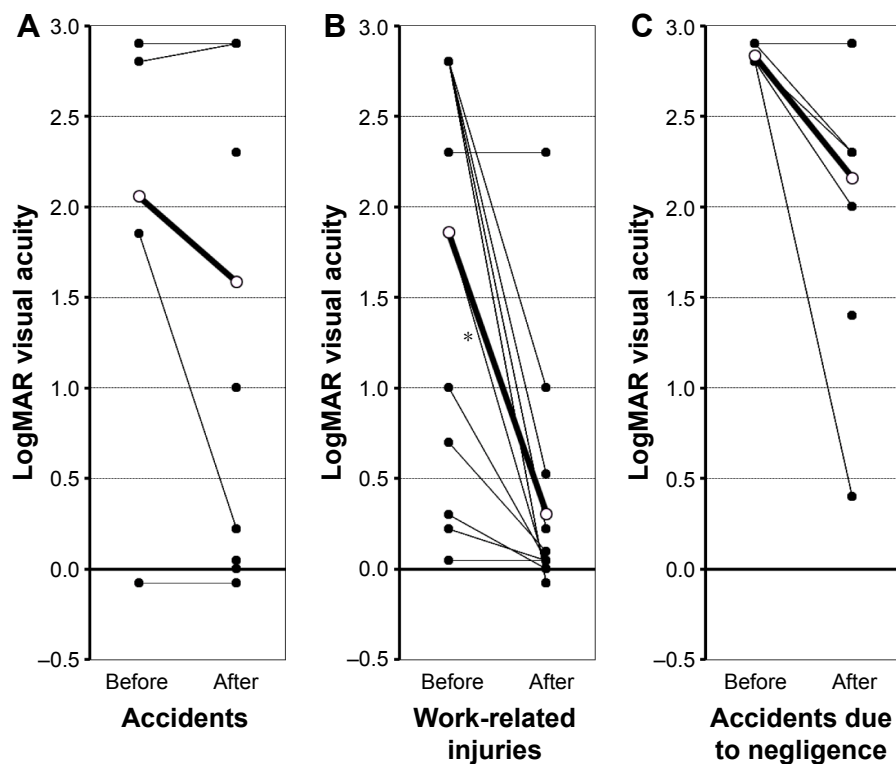 A
LogMAR visual acuity
3.0
2.5
2.0
1.5
1.0
0.5
0.0
–0.5
Before After
Accidents
B
LogMAR visual acuity
3.0
2.5
2.0
1.5
1.0
0.5
0.0
–0.5
*
Before After
Work-related
injuries
C
LogMAR visual acuity
3.0
2.5
2.0
1.5
1.0
0.5
0.0
–0.5
Before After
Accidents due
to negligence